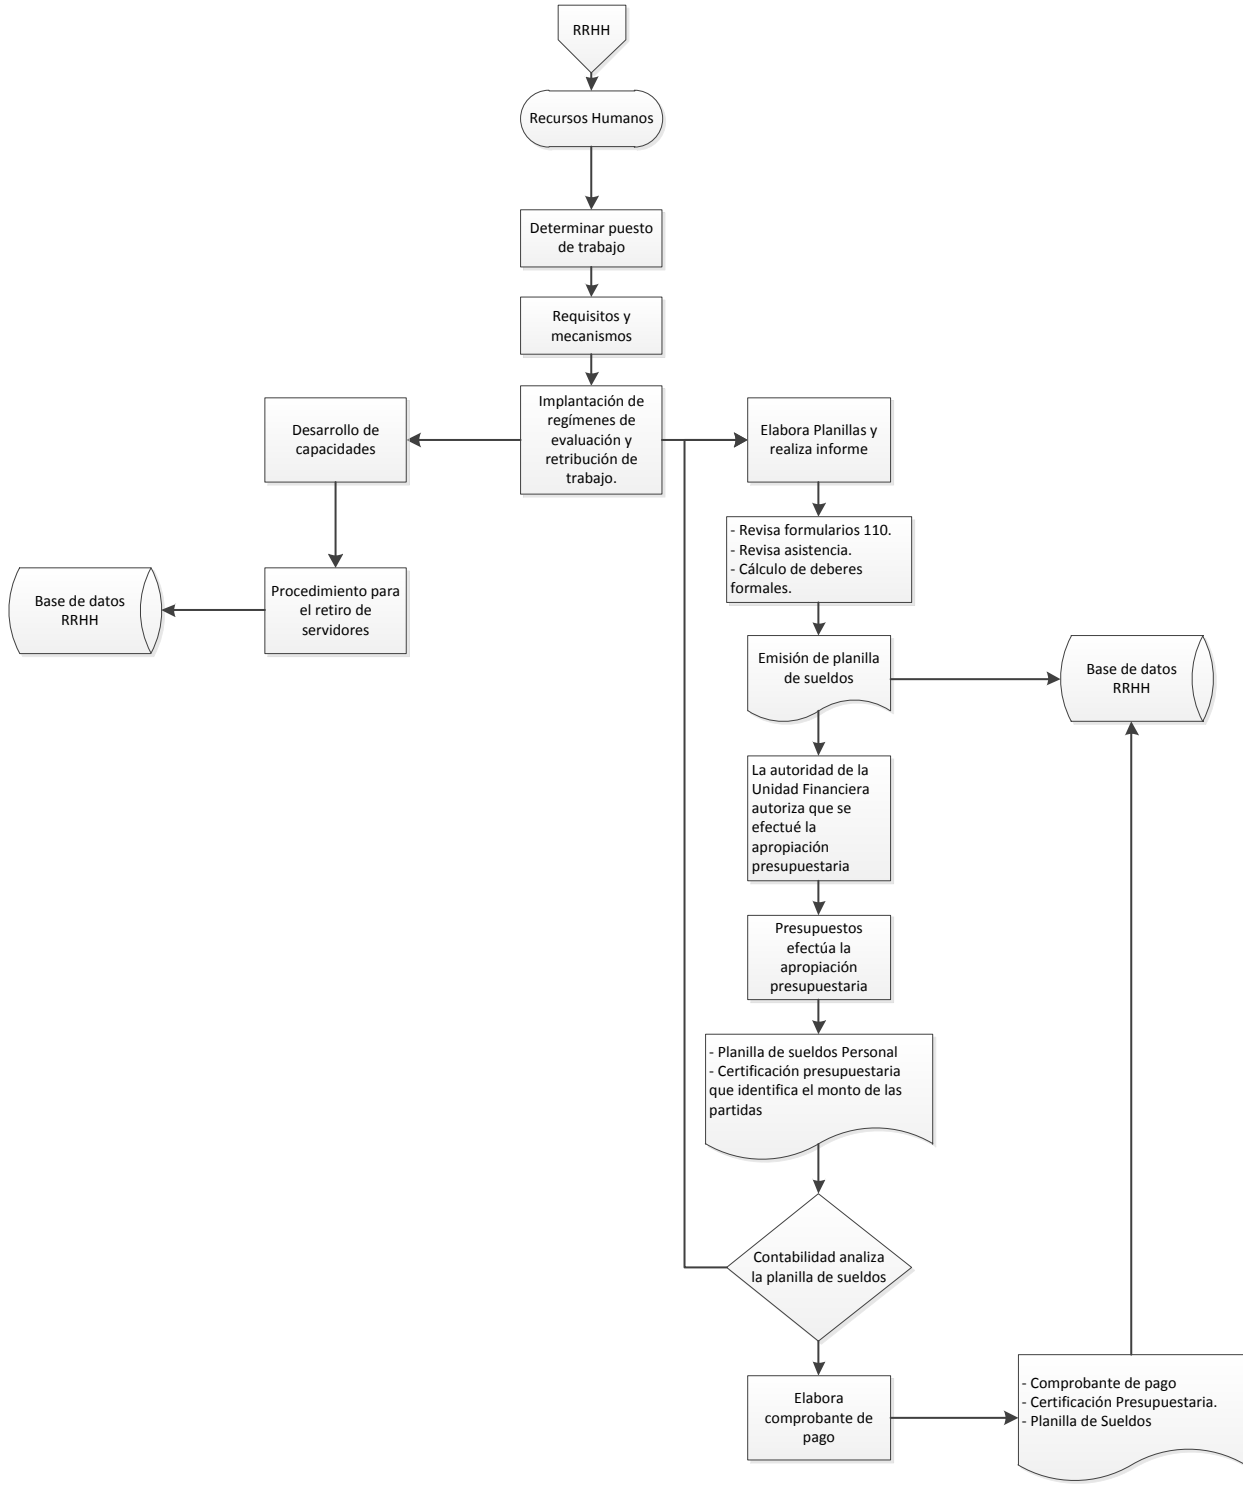 RRHH
Recursos Humanos
Determinar puesto
de trabajo
Requisitos y
mecanismos
Implantación de
regímenes de
evaluación y
retribución de
trabajo.
Desarrollo de
capacidades
Procedimiento para
el retiro de
servidores
Base de datos
RRHH
Elabora Planillas y
realiza informe
- Revisa formularios 110.
- Revisa asistencia.
- Cálculo de deberes
formales.
Emisión de planilla
de sueldos
Base de datos
RRHH
La autoridad de la
Unidad Financiera
autoriza que se
efectué la
apropiación
presupuestaria
Presupuestos
efectúa la
apropiación
presupuestaria
- Planilla de sueldos Personal
- Certificación presupuestaria
que identifica el monto de las
partidas
Contabilidad analiza
la planilla de sueldos
Elabora
comprobante de
pago
- Comprobante de pago
- Certificación Presupuestaria.
- Planilla de Sueldos